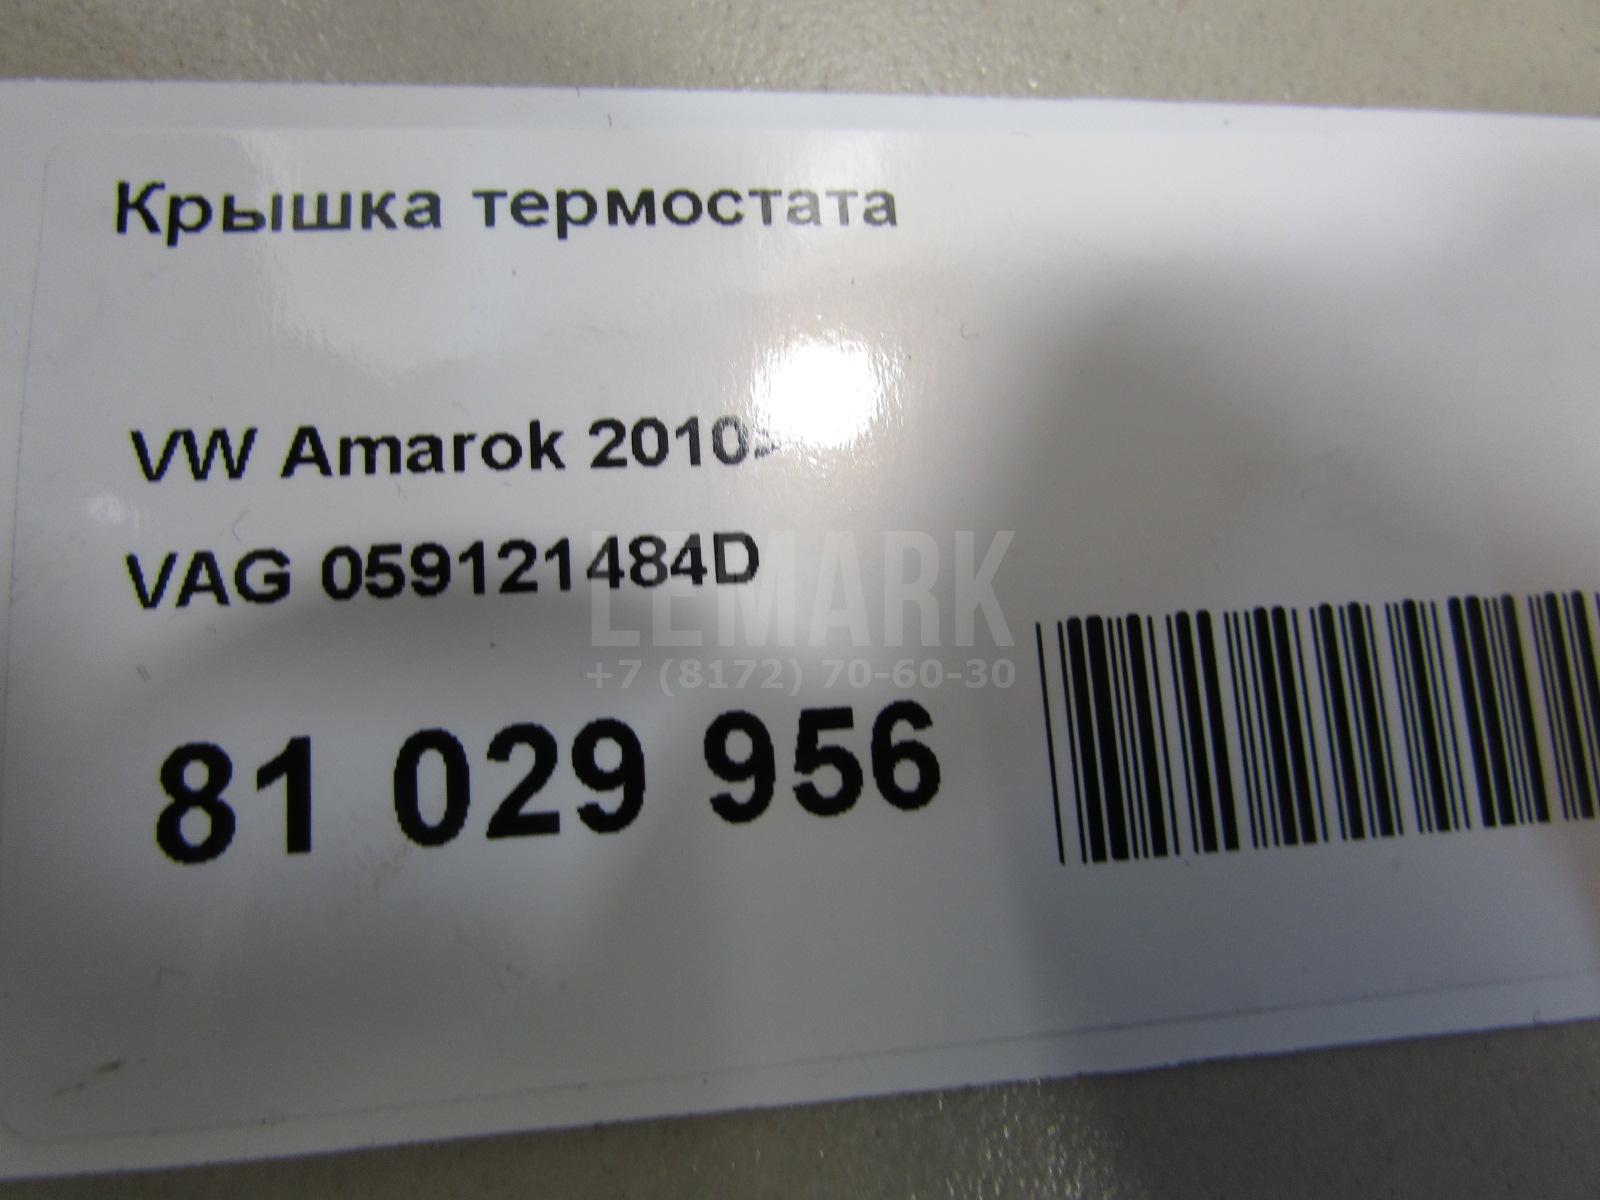 Крышка термостата
VW Amarok 2010>
VAG 059121484D
LEMARK
+7 (8172) 70-60-30
81 029 956